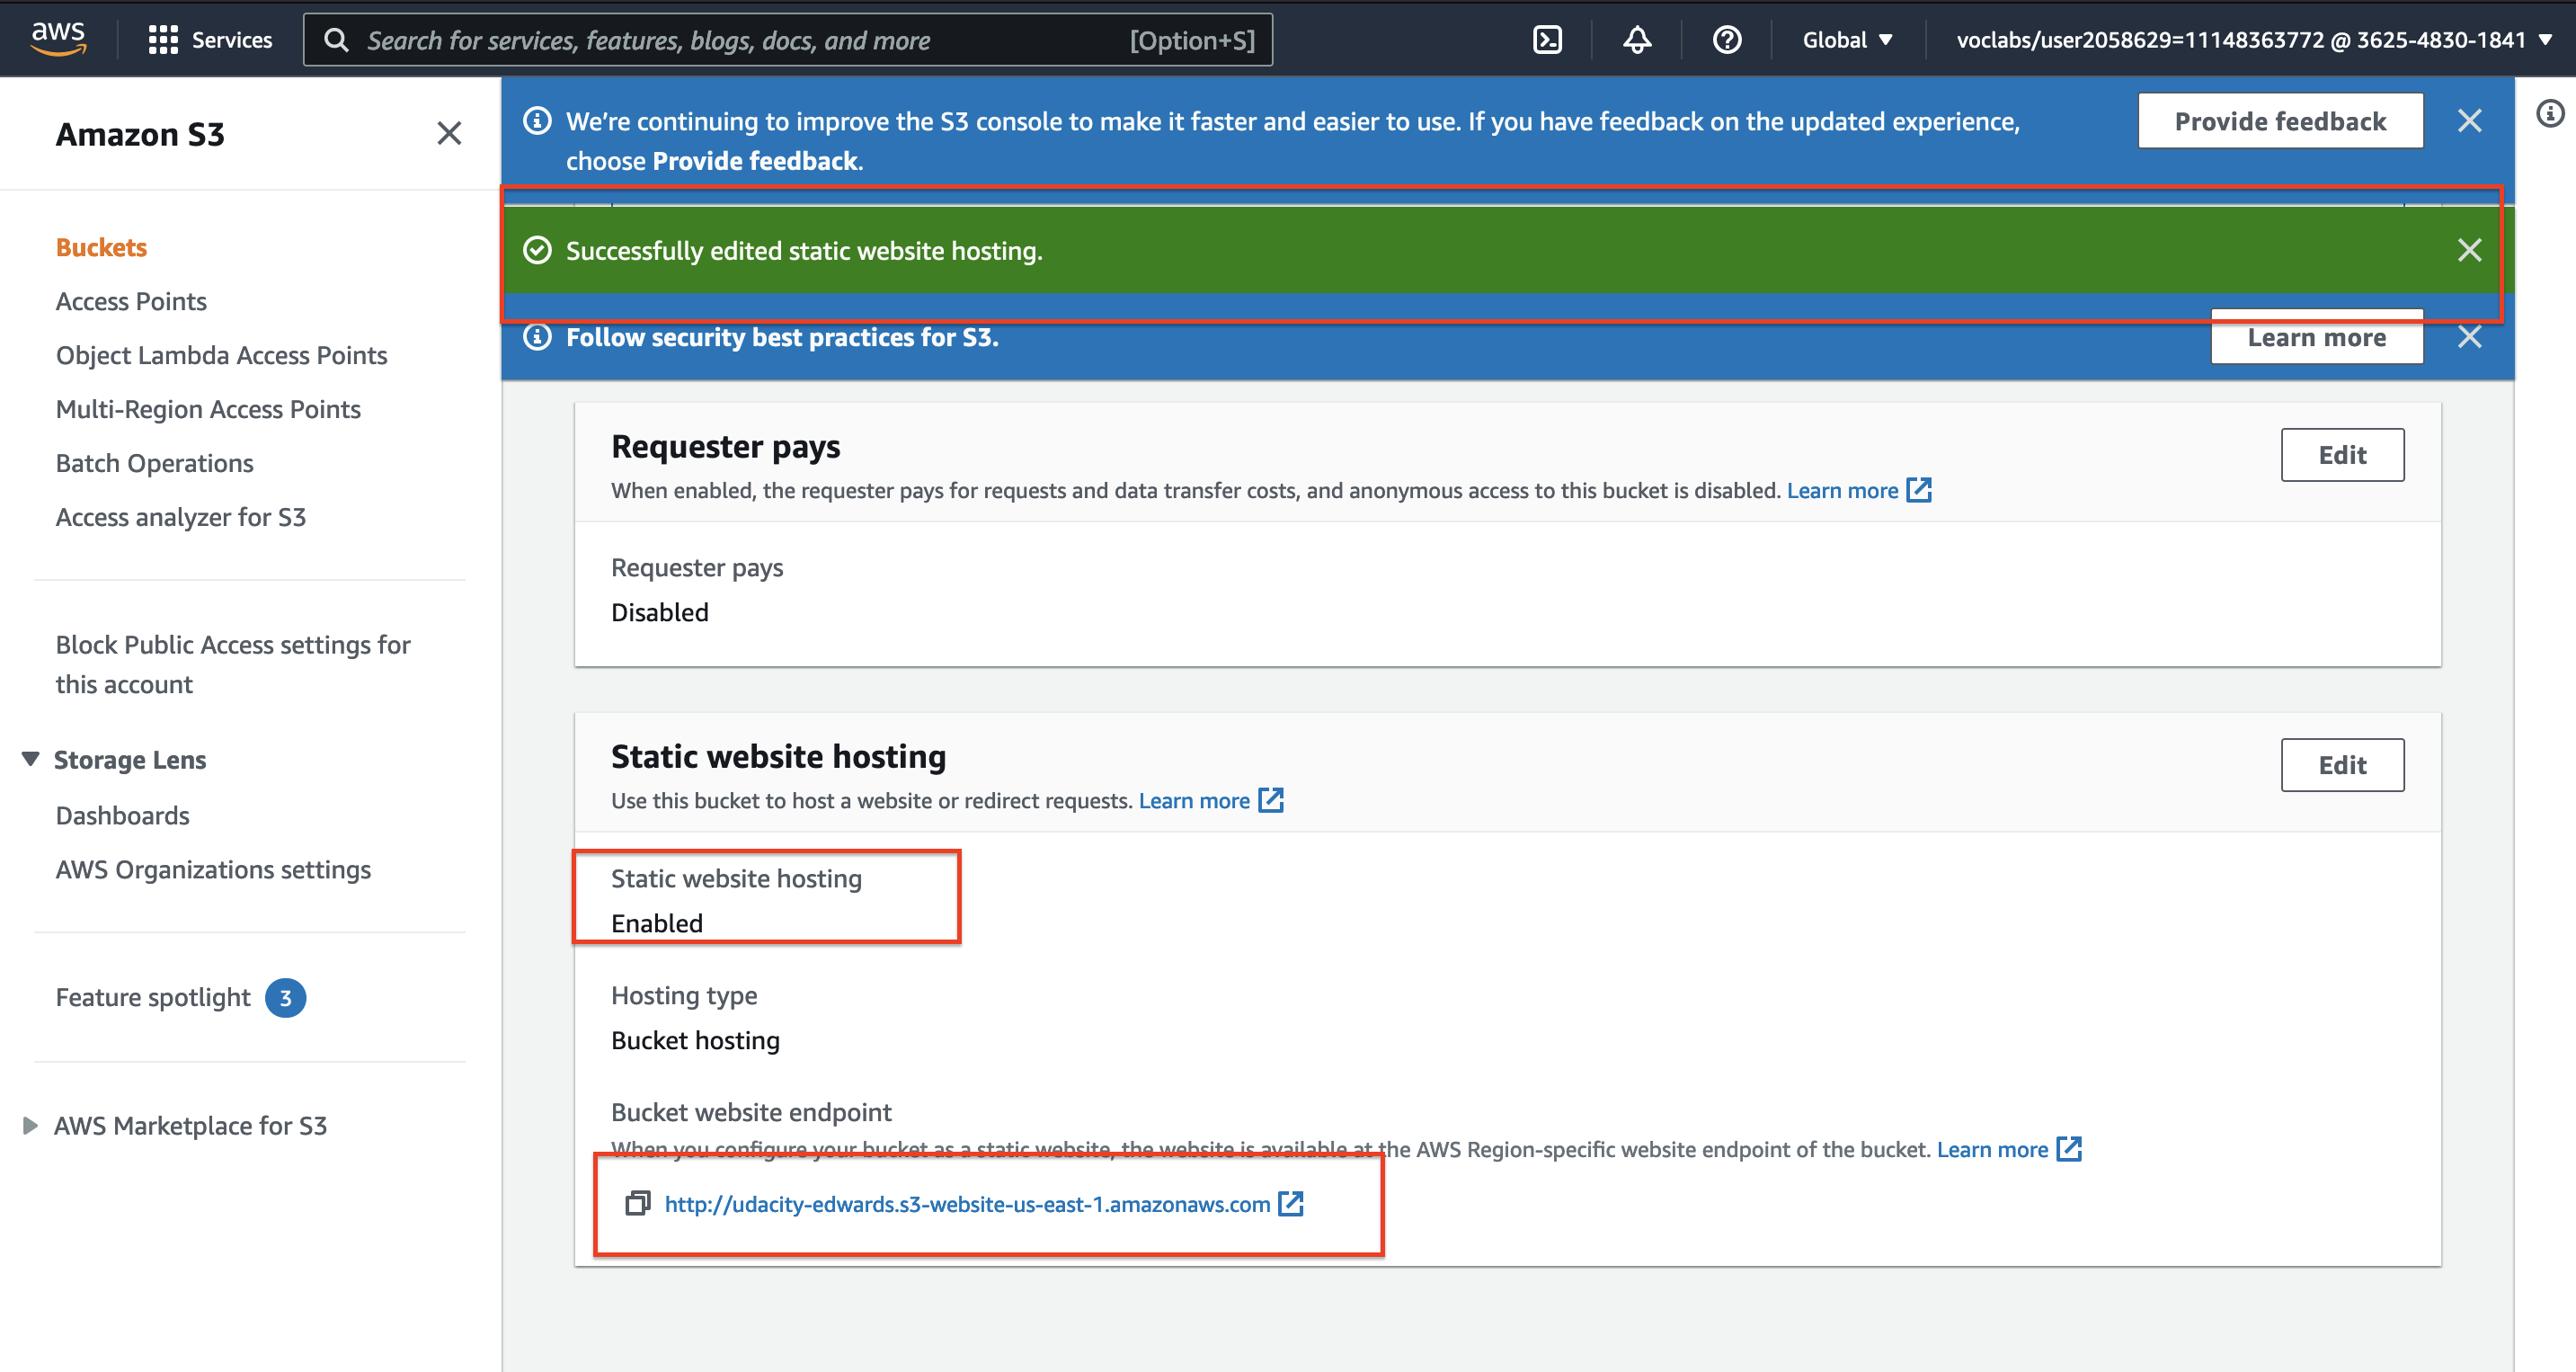 aws
Services
Search for services, features, blogs, docs, and more
[Option+S]
Global
voclabs/user2058629=11148363772 @ 3625-4830-1841
Amazon S3
Buckets
Access Points
Object Lambda Access Points
Multi-Region Access Points
Batch Operations
Access analyzer for S3
Block Public Access settings for
this account
Storage Lens
Dashboards
AWS Organizations settings
Feature spotlight 3
AWS Marketplace for S3
We’re continuing to improve the S3 console to make it faster and easier to use. If you have feedback on the updated experience,
choose Provide feedback.
Provide feedback
Successfully edited static website hosting.
Follow security best practices for S3.
Learn more
Requester pays
Edit
When enabled, the requester pays for requests and data transfer costs, and anonymous access to this bucket is disabled. Learn more
Requester pays
Disabled
Static website hosting
Edit
Use this bucket to host a website or redirect requests. Learn more
Static website hosting
Enabled
Hosting type
Bucket hosting
Bucket website endpoint
When you configure your bucket as a static website, the website is available at the AWS Region-specific website endpoint of the bucket. Learn more
http://udacity-edwards.s3-website-us-east-1.amazonaws.com